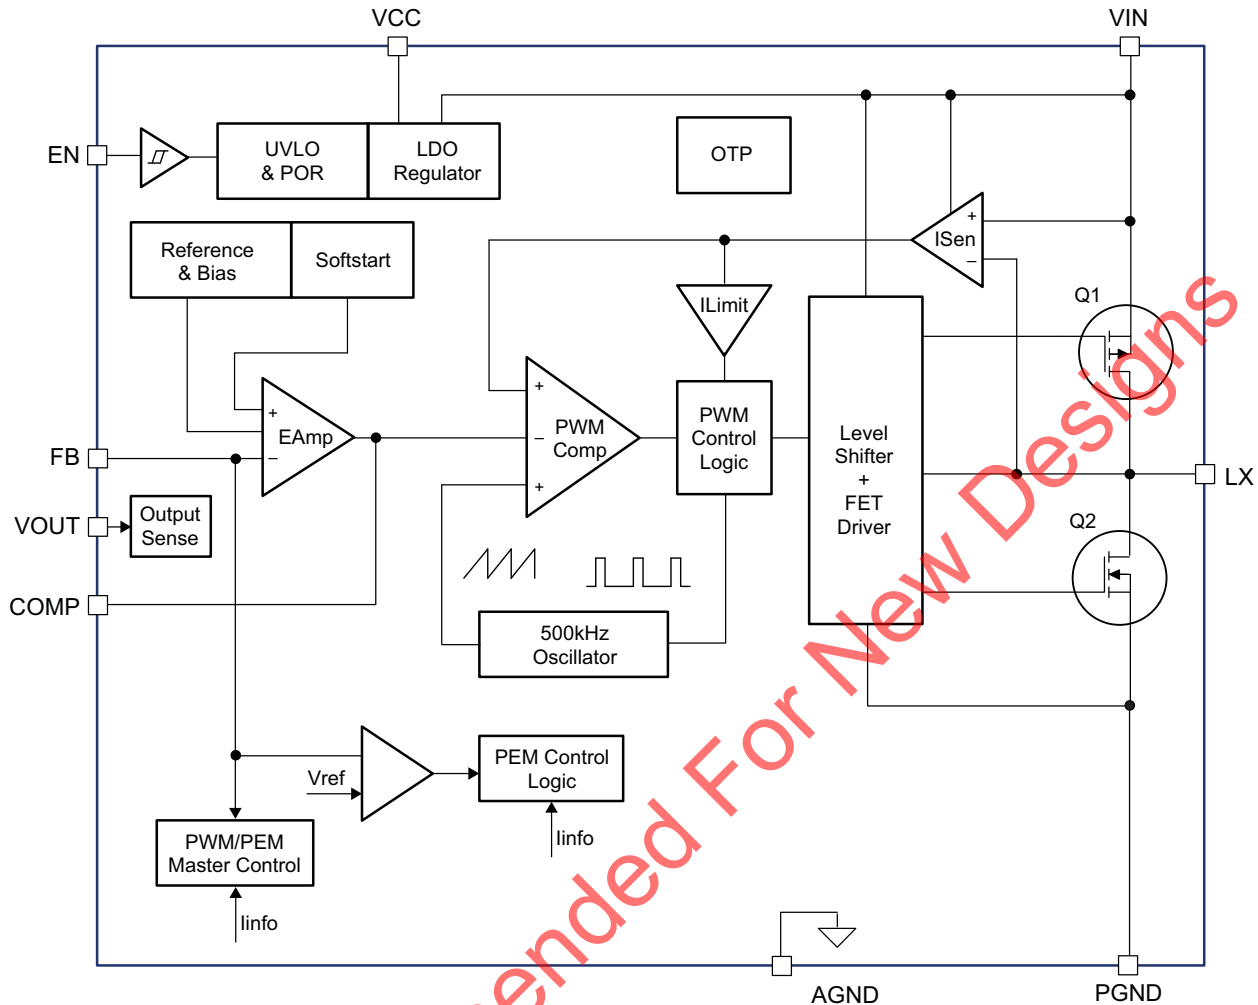 VCC
VIN
EN
UVLO
& POR
LDO
Regulator
OTP
Reference
& Bias
Softstart
+
ISen
−
ILimit
Q1
+
EAmp
−
+
−
PWM
Comp
+
PWM
Control
Logic
Level
Shifter
+
FET
Driver
FB
VOUT
Output
Sense
COMP
LX
Q2
500kHz
Oscillator
Vref
PEM Control
Logic
Iinfo
PWM/PEM
Master Control
Iinfo
AGND
PGND
ended For New Designs